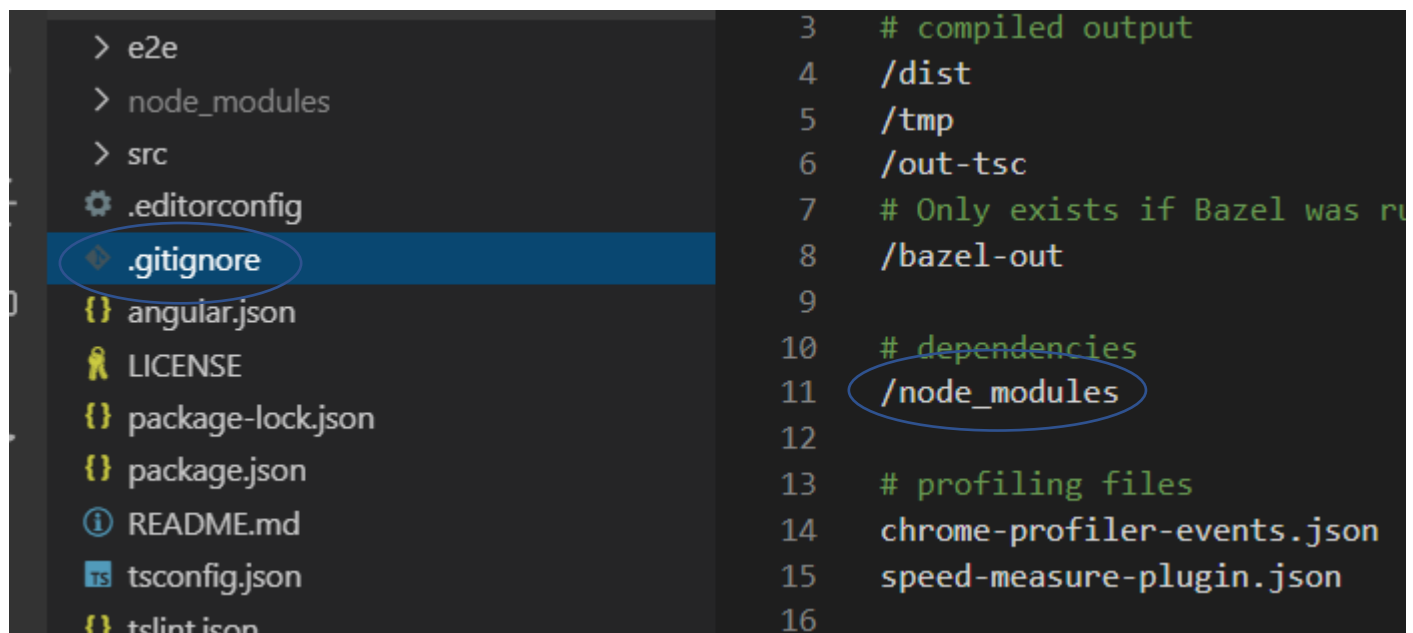 e2e
node_modules
src
.editorconfig
.gitignore
angular.json
LICENSE
package-lock.json
package.json
README.md
tsconfig.json
tslint.json
3 # compiled output
4 /dist
5 /tmp
6 /out-tsc
7 # Only exists if Bazel was
8 /bazel-out
9
10 # dependencies
11 /node_modules
12
13 # profiling files
14 chrome-profiler-events.json
15 speed-measure-plugin.json
16